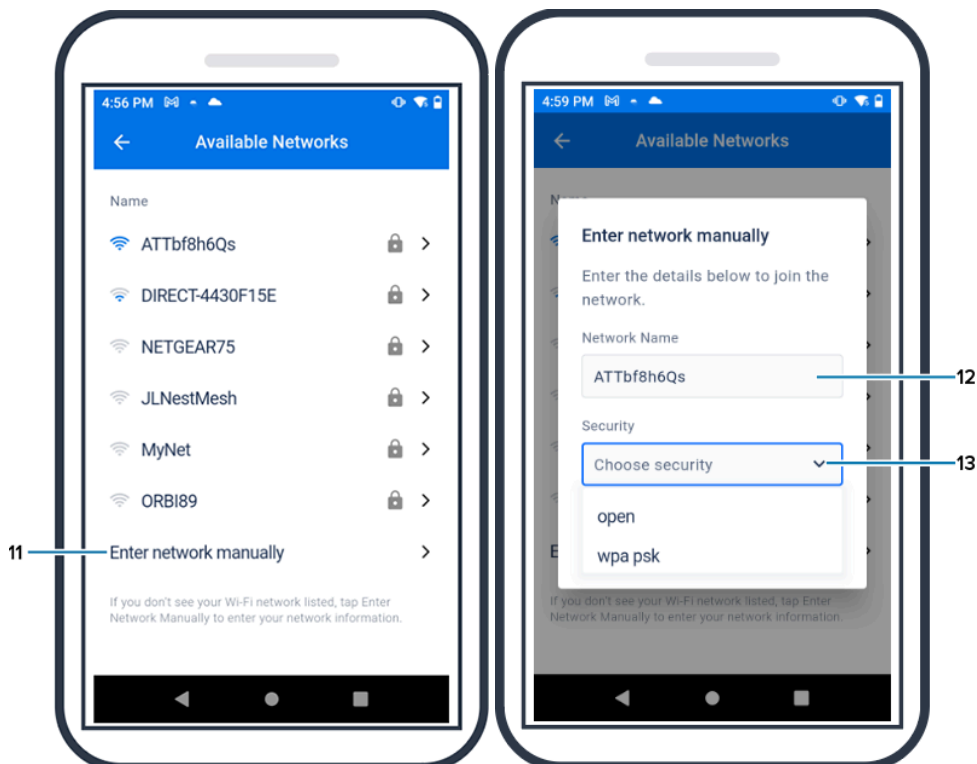 4:56 PM
Available Networks
Name
ATTbf8h6Qs
DIRECT-4430F15E
NETGEAR75
JLNestMesh
MyNet
ORBI89
11
Enter network manually
If you don't see your Wi-Fi network listed, tap Enter
Network Manually to enter your network information.
4:59 PM
Available Networks
Enter network manually
Enter the details below to join the
network.
Network Name
ATTbf8h6Qs
12
Security
Choose security
13
open
wpa psk
If you don't see your Wi-Fi network listed, tap Enter
Network Manually to enter your network information.